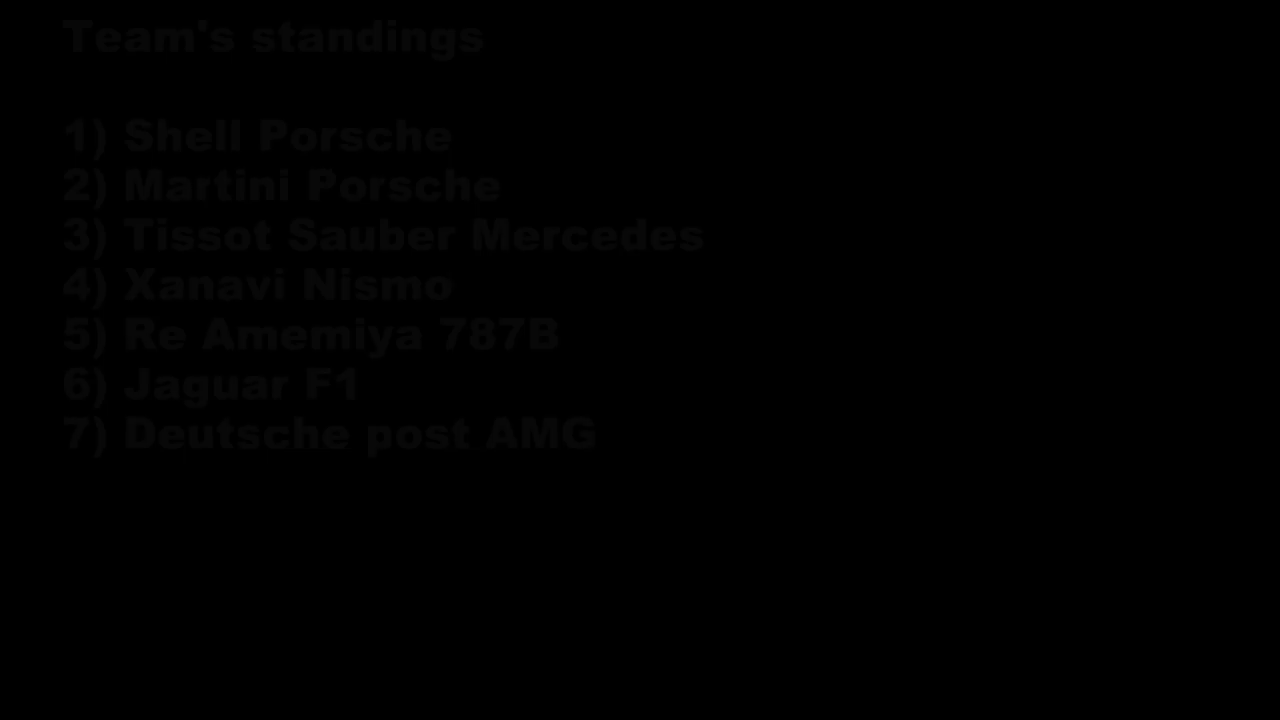 Team's standings
1) Shell Porsche
2) Martini Porsche
3) Tissot Sauber Mercedes
4) Xanavi Nismo
5) Re Amemiya 787B
6) Jaguar F1
7) Deutsche post AMG